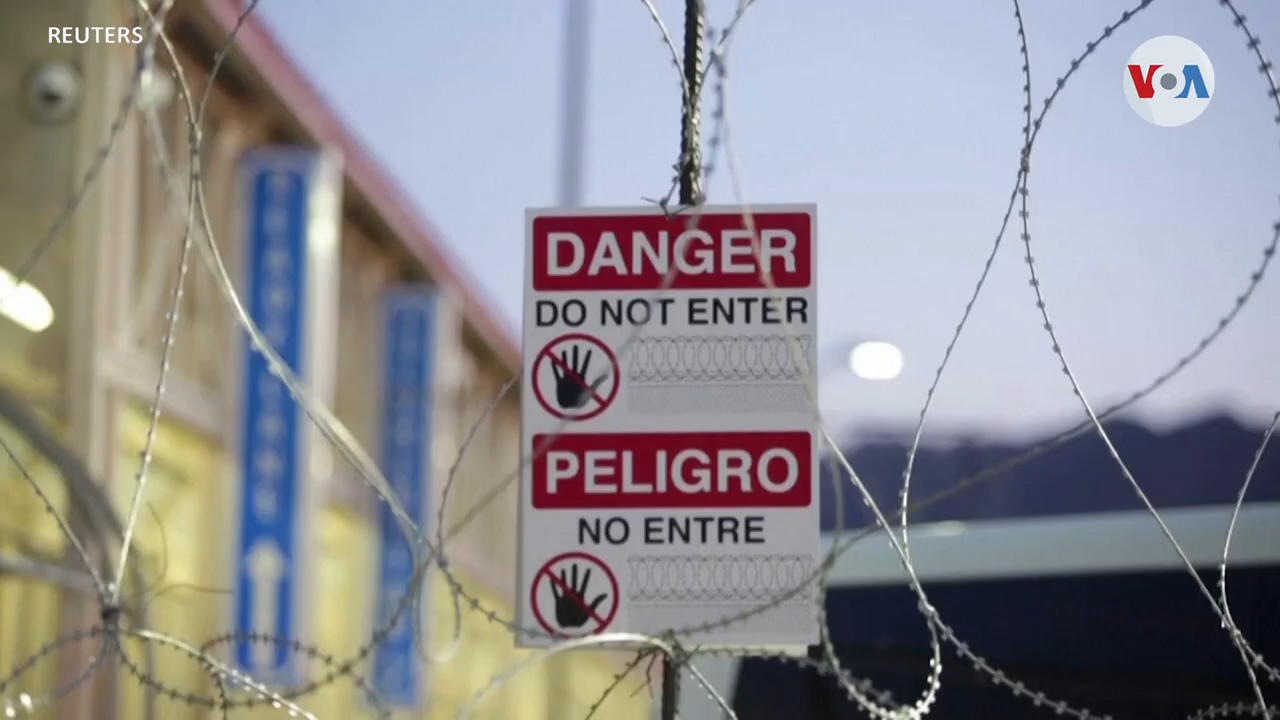 REUTERS
VOA
DANGER
DO NOT ENTER
PELIGRO
NO ENTRE